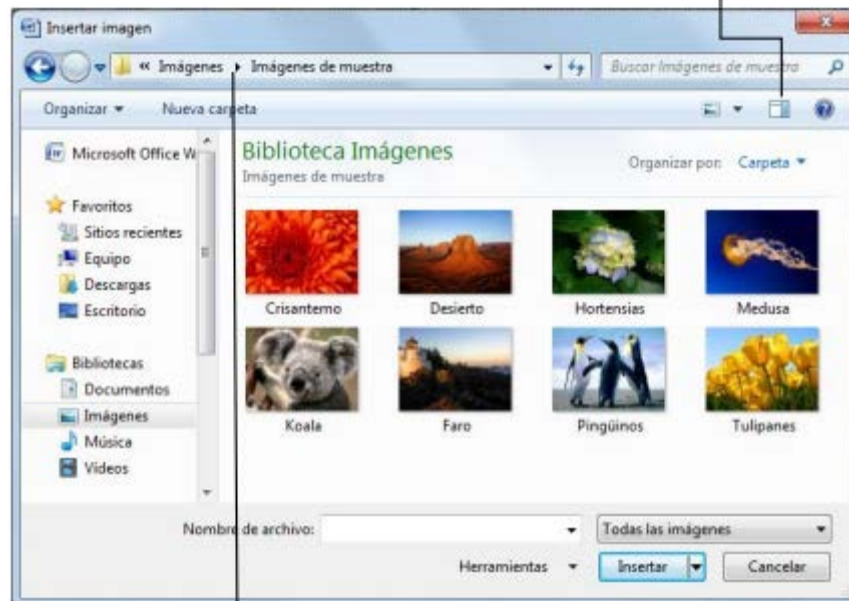 Insertar imagen
« Imágenes Imágenes de muestra Buscar Imágenes de muestra
Organizar Nueva carpeta
Microsoft Office W
Favoritos
Sitios recientes
Equipo
Descargas
Escritorio
Bibliotecas
Documentos
Imágenes
Música
Vídeos
Biblioteca Imágenes
Imágenes de muestra
Organizar por: Carpeta
Crisantemo Desierto Hortensias Medusa
Koala Faro Pingüinos Tulipanes
Nombre de archivo: Todas las imágenes
Herramientas Insertar Cancelar